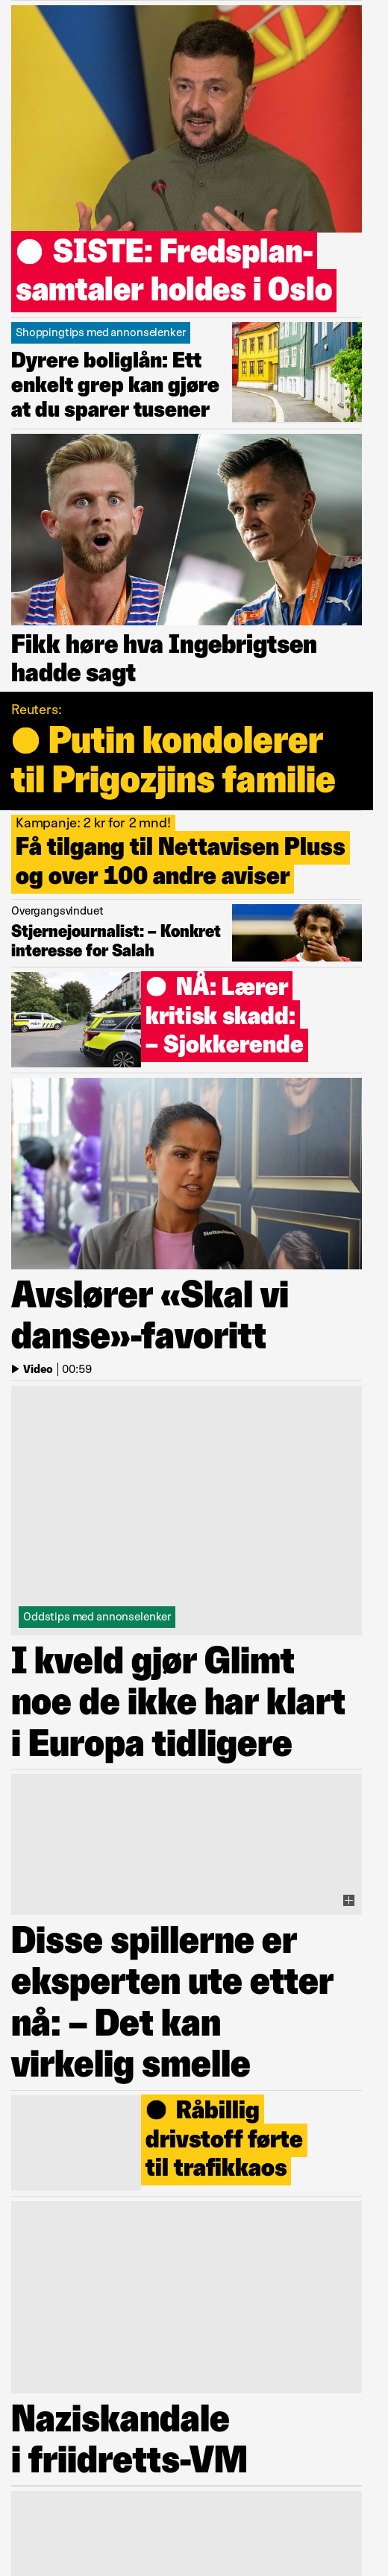 SISTE: Fredsplan-
samtaler holdes i Oslo
Shoppingtips med annonselenker
Dyrere boliglån: Ett
enkelt grep kan gjøre
at du sparer tusener
Fikk høre hva Ingebrigtsen
hadde sagt
Reuters:
Putin kondolerer
til Prigozjins familie
Kampanje: 2 kr for 2 mnd!
Få tilgang til Nettavisen Pluss
og over 100 andre aviser
Overgangsvinduet
Stjernejournalist: – Konkret
interesse for Salah
NÅ: Lærer
kritisk skadd:
– Sjokkerende
Nettavisen
Avslører «Skal vi
danse»-favoritt
Video | 00:59
Oddstips med annonselenker
I kveld gjør Glimt
noe de ikke har klart
i Europa tidligere
Disse spillerne er
eksperten ute etter
nå: – Det kan
virkelig smelle
Råbillig
drivstoff førte
til trafikkaos
Naziskandale
i friidretts-VM